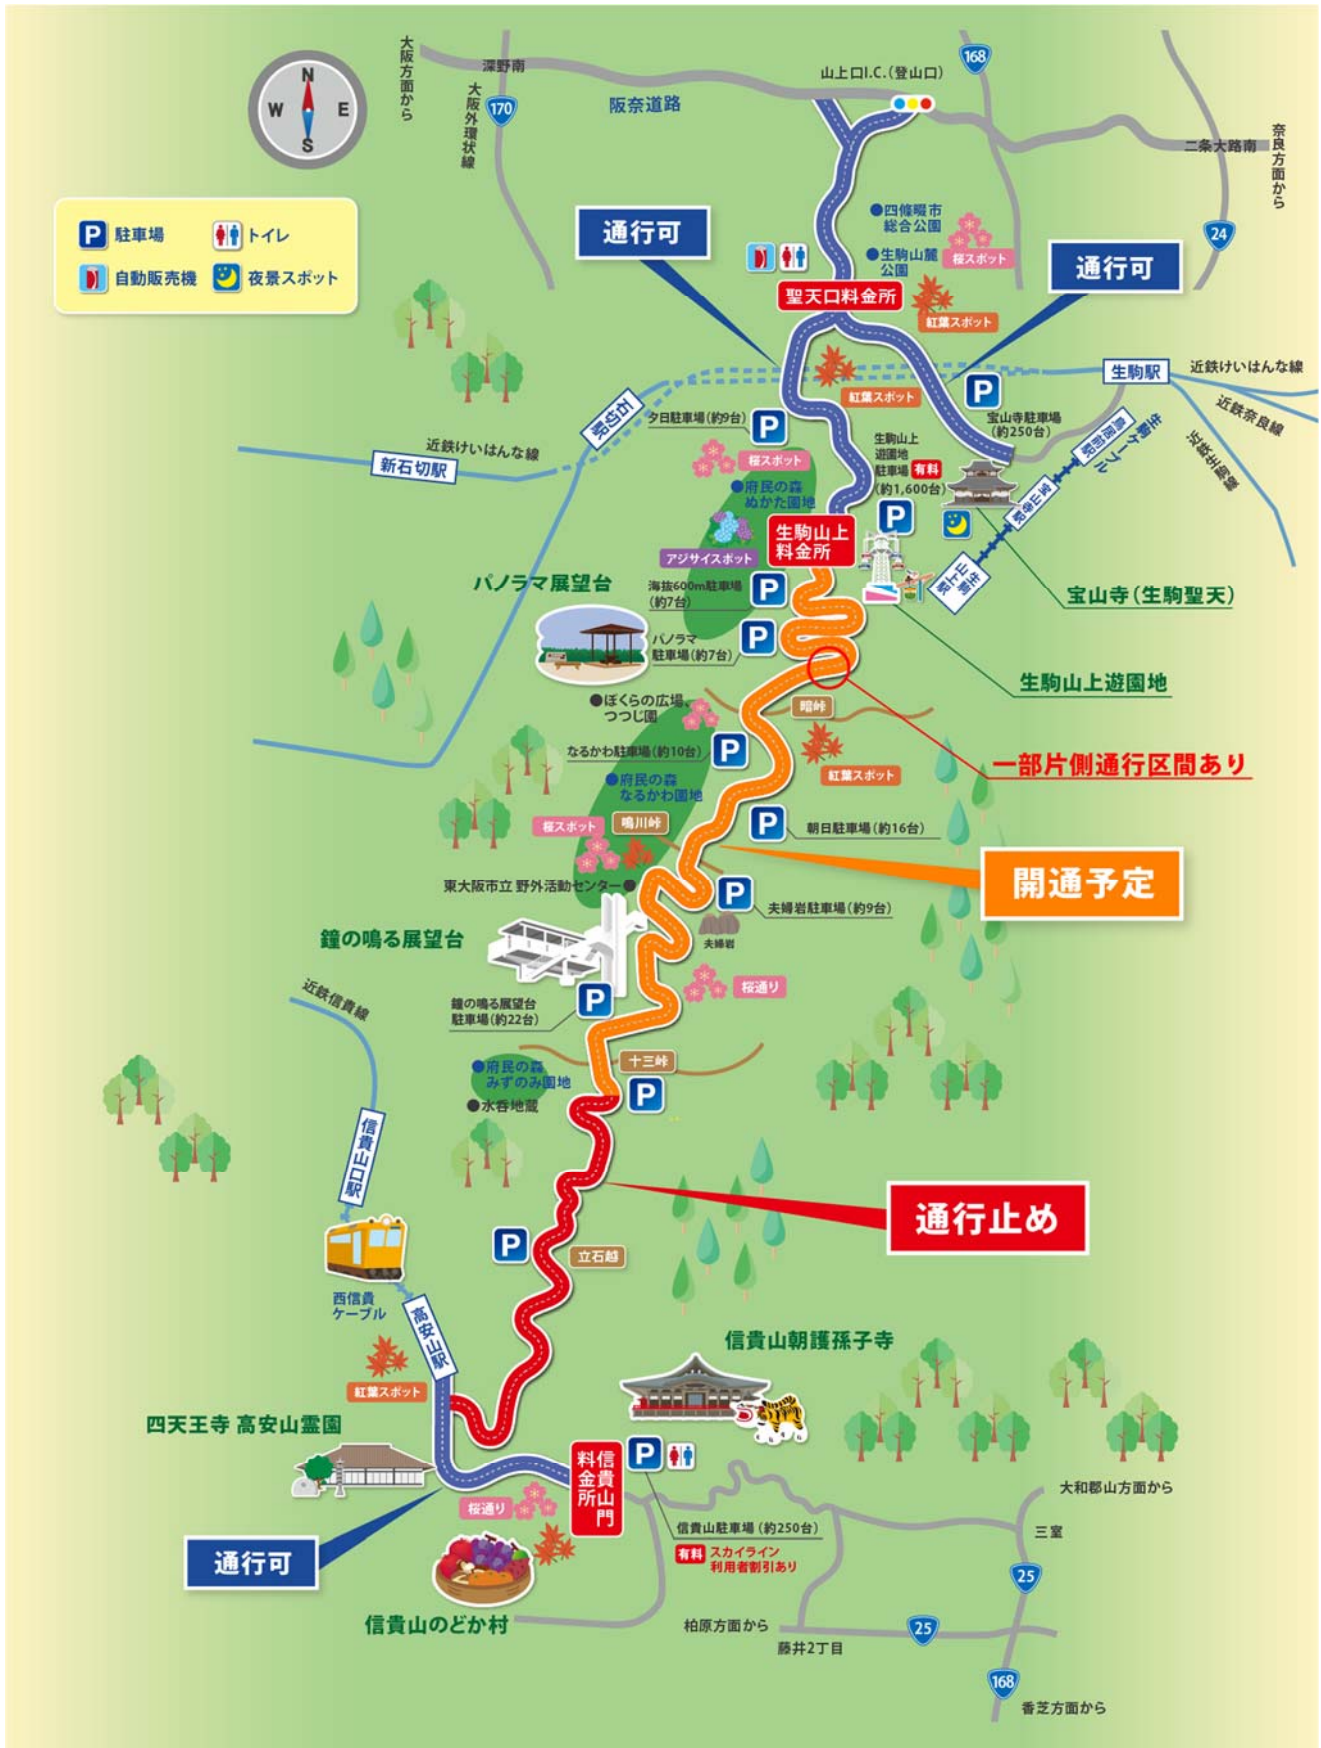 大阪方面から
深野南
168
山上口I.C.(登山口)
大阪外環状線
170
阪奈道路
二条大路南
奈良方面から
24
N
W
E
S
P 駐車場
トイレ
自動販売機
夜景スポット
通行可
四條畷市
総合公園
生駒山麓
公園
桜スポット
通行可
聖天口料金所
紅葉スポット
生駒駅
近鉄けいはんな線
近鉄奈良線
近鉄生駒線
石切駅
近鉄けいはんな線
新石切駅
紅葉スポット
P
宝山寺駐車場
(約250台)
夕日駐車場(約9台)
P
桜スポット
府民の森
ぬかた園地
生駒山上
遊園地
駐車場 有料
(約1,600台)
P
鳥居前駅
生駒ケーブル
宝山寺駅
生駒
山上駅
アジサイスポット
生駒山上
料金所
宝山寺(生駒聖天)
パノラマ展望台
海抜600m駐車場
(約7台)
P
パノラマ
駐車場(約7台)
P
生駒山上遊園地
ぼくらの広場
つつじ園
暗峠
一部片側通行区間あり
なるかわ駐車場(約10台)
P
紅葉スポット
府民の森
なるかわ園地
桜スポット
鳴川峠
P
朝日駐車場(約16台)
開通予定
東大阪市立 野外活動センター
P
夫婦岩駐車場(約9台)
夫婦岩
鐘の鳴る展望台
桜通り
鐘の鳴る展望台
駐車場(約22台)
P
近鉄信貴線
十三峠
府民の森
みずのみ園地
P
水呑地蔵
信貴山口駅
通行止め
P
立石越
西信貴
ケーブル
高安山駅
紅葉スポット
信貴山朝護孫子寺
四天王寺 高安山霊園
信貴山門
料金所
P
桜通り
信貴山駐車場(約250台)
有料 スカイライン
利用者割引あり
通行可
信貴山のどか村
大和郡山方面から
三室
25
柏原方面から
藤井2丁目
25
168
香芝方面から